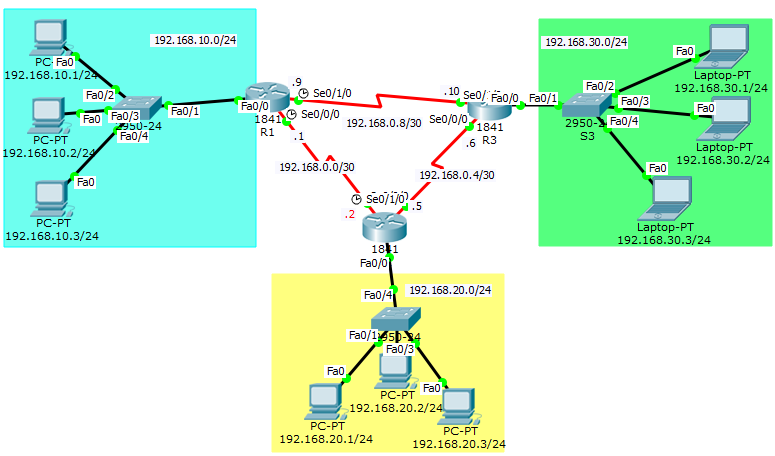 192.168.10.0/24
PC-PT
Fa0
192.168.10.1/24
Fa0/2
PC-PT
Fa0
192.168.10.2/24
Fa0/3
2950-24
Fa0/4
Fa0/1
PC-PT
Fa0
192.168.10.3/24
Fa0/0
1841
R1
.9
Se0/1/0
Se0/0/0
.1
192.168.0.8/30
192.168.0.0/30
.10
Fa0/0
Se0/0/0
1841
R3
.6
192.168.0.4/30
.2
Se0/1/0
.5
1841
Fa0/0
192.168.30.0/24
Fa0/1
Fa0/2
Fa0/3
Fa0/4
S3
Fa0
Laptop-PT
192.168.30.1/24
Fa0
Laptop-PT
192.168.30.2/24
Fa0
Laptop-PT
192.168.30.3/24
192.168.20.0/24
Fa0/4
Fa0/1
Fa0/3
Fa0
PC-PT
192.168.20.1/24
PC-PT
192.168.20.2/24
Fa0
PC-PT
192.168.20.3/24